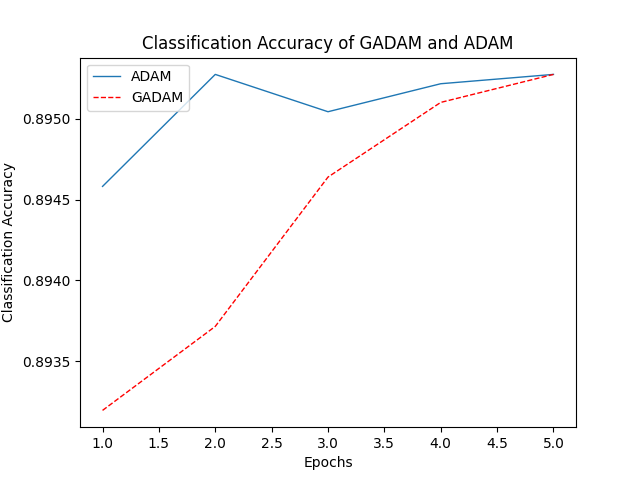 Classification Accuracy of GADAM and ADAM
ADAM
GADAM
Classification Accuracy
0.8950
0.8945
0.8940
0.8935
1.0 1.5 2.0 2.5 3.0 3.5 4.0 4.5 5.0
Epochs